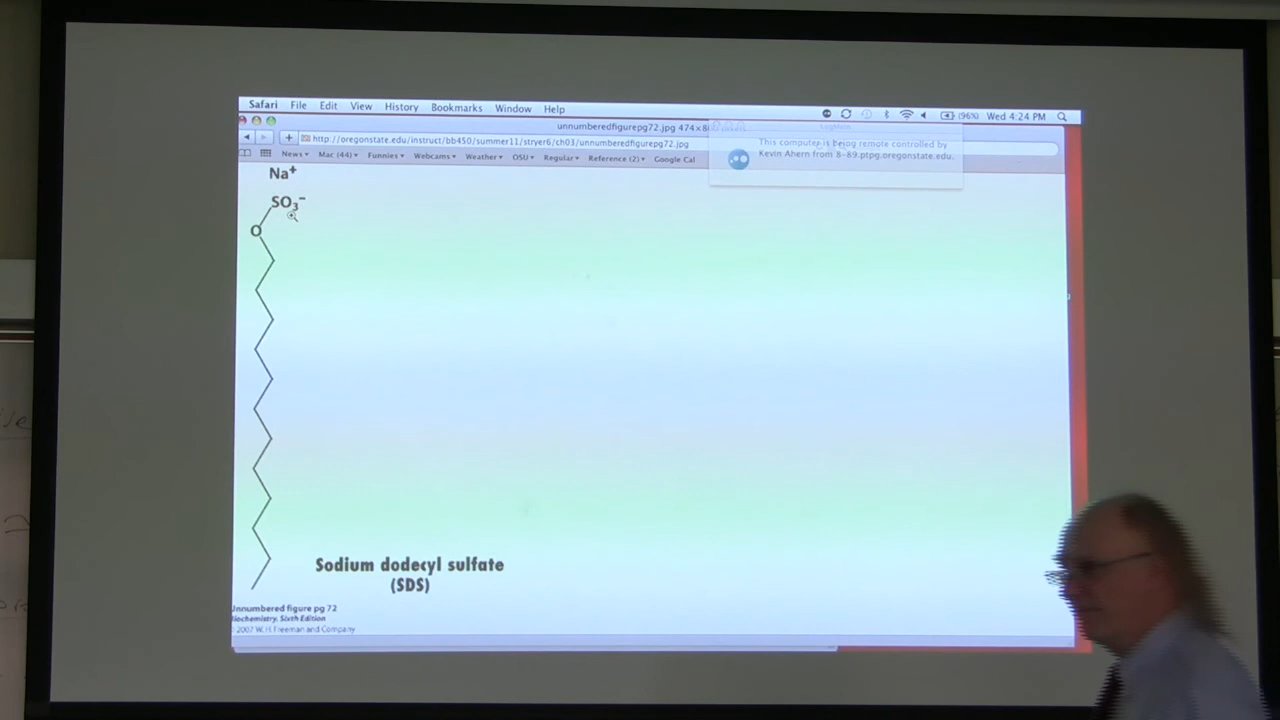 Safari File Edit View History Bookmarks Window Help (96%) Wed 4:24 PM
unnumberedfigurepg72.jpg 474×8
http://oregonstate.edu/instruct/bb450/summer11/stryer6/ch03/unnumberedfigurepg72.jpg
This computer is being remote controlled by
Kevin Ahern from 8-89.ptpg.oregonstate.edu.
News Mac (44) Funnies Webcams Weather OSU Regular Reference (2) Google Cal
Na+
SO3−
O
Sodium dodecyl sulfate
(SDS)
Unnumbered figure pg 72
Biochemistry, Sixth Edition
© 2007 W. H. Freeman and Company